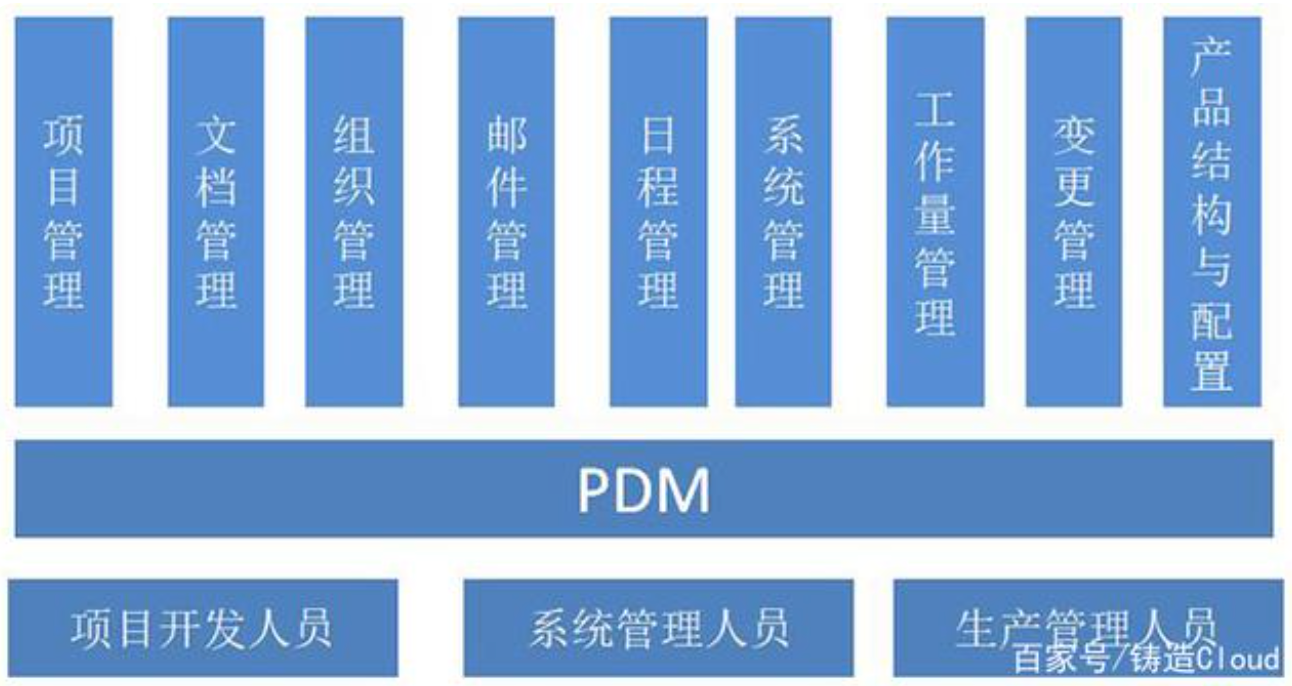 项目管理
文档管理
组织管理
邮件管理
日程管理
系统管理
工作量管理
变更管理
产品结构与配置
PDM
项目开发人员
系统管理人员
生产管理人员
百家号/铸造Cloud